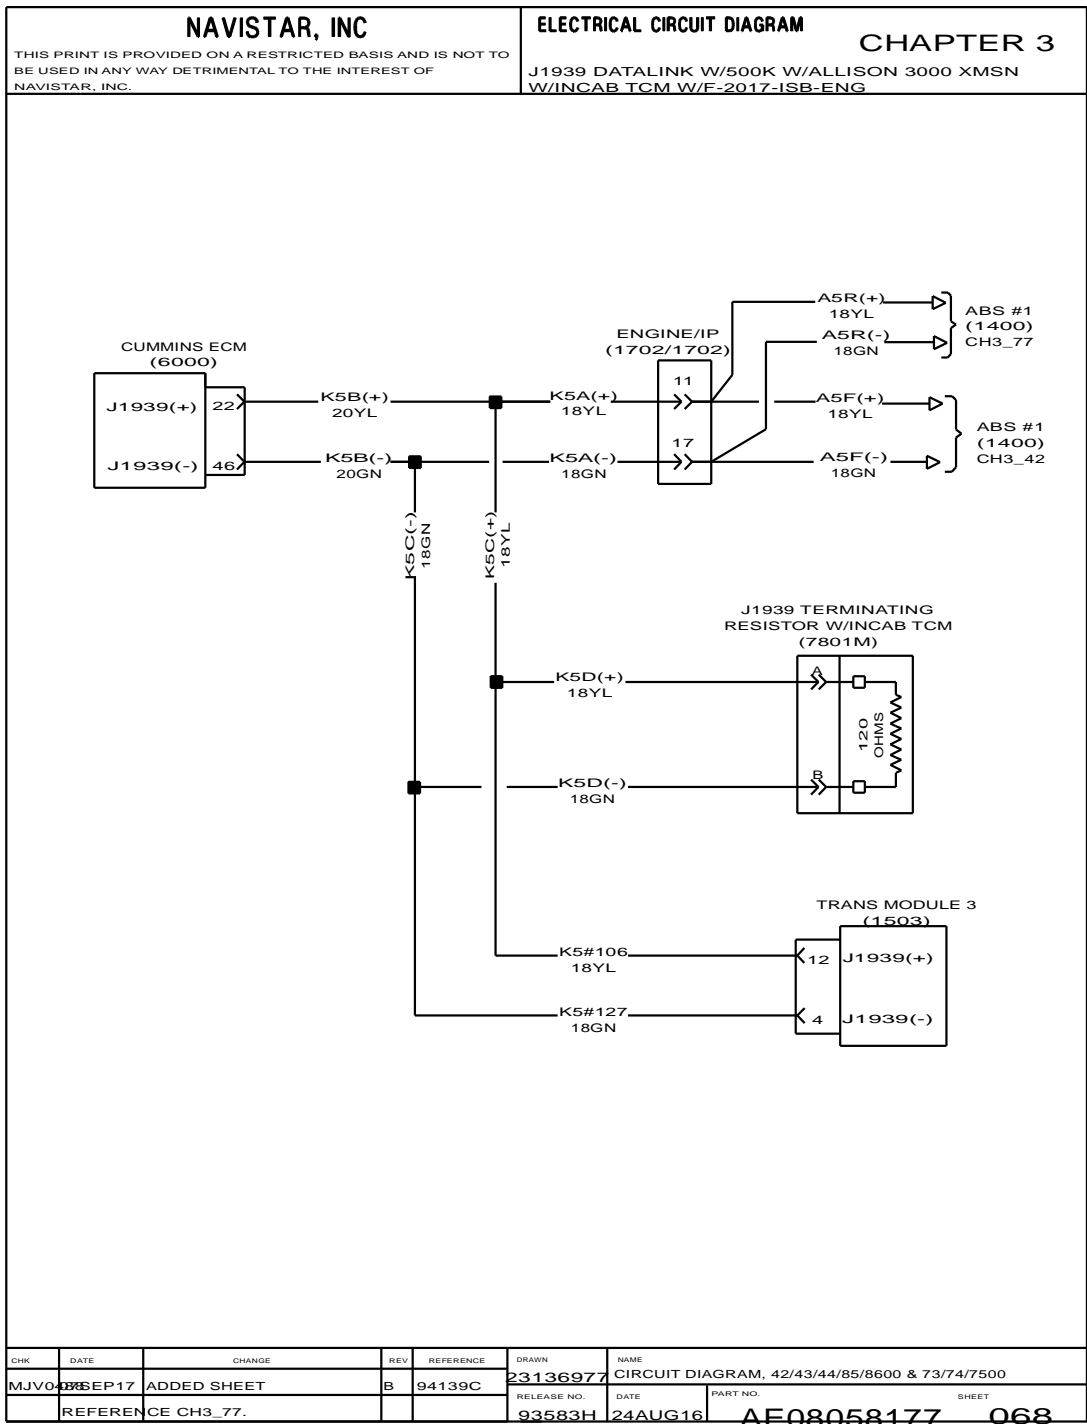 NAVISTAR, INC
THIS PRINT IS PROVIDED ON A RESTRICTED BASIS AND IS NOT TO
BE USED IN ANY WAY DETRIMENTAL TO THE INTEREST OF
NAVISTAR, INC.
ELECTRICAL CIRCUIT DIAGRAM
CHAPTER 3
J1939 DATALINK W/500K W/ALLISON 3000 XMSN
W/INCAB TCM W/F-2017-ISB-ENG
A5R(+)
18YL
A5R(-)
18GN
ABS #1
(1400)
CH3_77
ENGINE/IP
(1702/1702)
CUMMINS ECM
(6000)
J1939(+)
22
K5B(+)
20YL
K5A(+)
18YL
11
A5F(+)
18YL
J1939(-)
46
K5B(-)
20GN
K5A(-)
18GN
17
A5F(-)
18GN
ABS #1
(1400)
CH3_42
K5C(-)
18GN
K5C(+)
18YL
J1939 TERMINATING
RESISTOR W/INCAB TCM
(7801M)
K5D(+)
18YL
A
120
OHMS
K5D(-)
18GN
B
TRANS MODULE 3
(1503)
K5#106
18YL
12
J1939(+)
K5#127
18GN
4
J1939(-)
CHK
DATE
CHANGE
REV
REFERENCE
DRAWN
NAME
SEP17
ADDED SHEET
B
94139C
23136977
CIRCUIT DIAGRAM, 42/43/44/85/8600 & 73/74/7500
REFERENCE CH3_77.
RELEASE NO.
DATE
PART NO.
SHEET
93583H
24AUG16
AF08058177
068